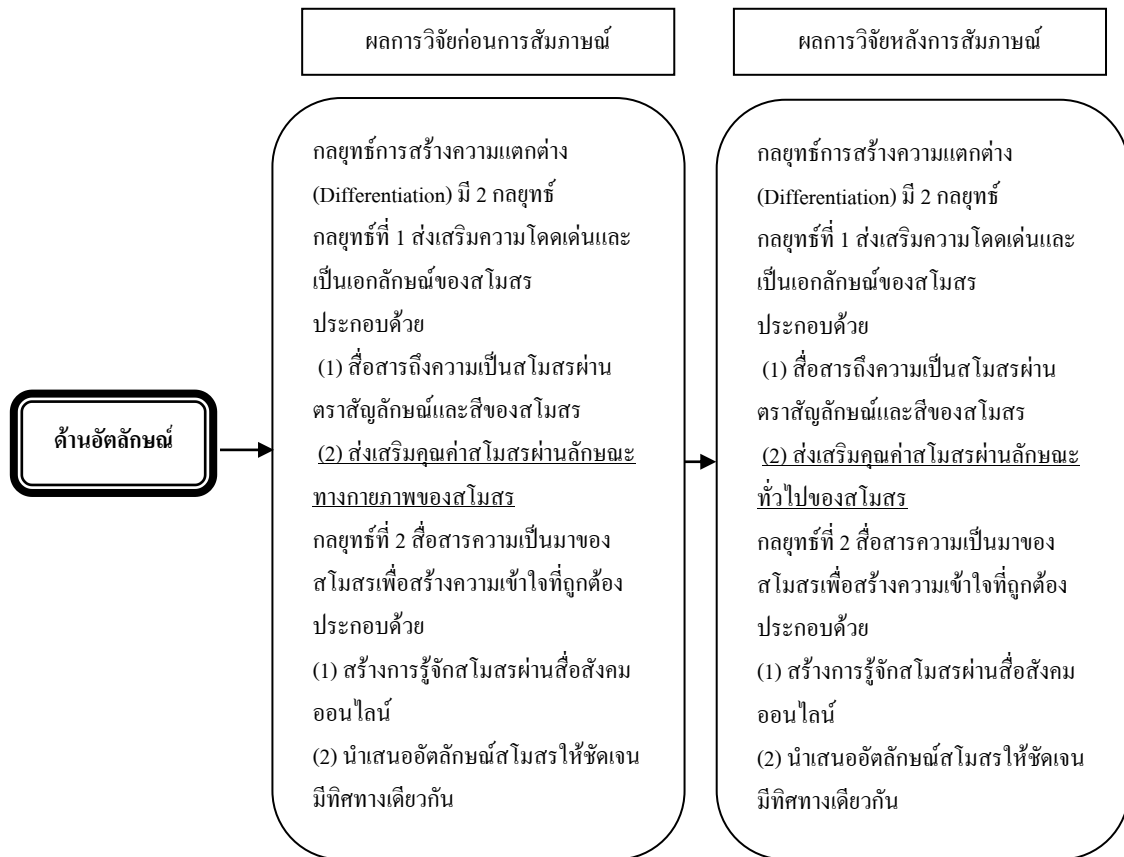 ผลการวิจัยก่อนการสัมภาษณ์
ผลการวิจัยหลังการสัมภาษณ์
ด้านอัตลักษณ์
กลยุทธ์การสร้างความแตกต่าง
(Differentiation) มี 2 กลยุทธ์
กลยุทธ์ที่ 1 ส่งเสริมความโดดเด่นและ
เป็นเอกลักษณ์ของสโมสร
ประกอบด้วย
(1) สื่อสารถึงความเป็นสโมสรผ่าน
ตราสัญลักษณ์และสีของสโมสร
(2) ส่งเสริมคุณค่าสโมสรผ่านลักษณะ
ทางกายภาพของสโมสร
กลยุทธ์ที่ 2 สื่อสารความเป็นมาของ
สโมสรเพื่อสร้างความเข้าใจที่ถูกต้อง
ประกอบด้วย
(1) สร้างการรู้จักสโมสรผ่านสื่อสังคม
ออนไลน์
(2) นำเสนออัตลักษณ์สโมสรให้ชัดเจน
มีทิศทางเดียวกัน
กลยุทธ์การสร้างความแตกต่าง
(Differentiation) มี 2 กลยุทธ์
กลยุทธ์ที่ 1 ส่งเสริมความโดดเด่นและ
เป็นเอกลักษณ์ของสโมสร
ประกอบด้วย
(1) สื่อสารถึงความเป็นสโมสรผ่าน
ตราสัญลักษณ์และสีของสโมสร
(2) ส่งเสริมคุณค่าสโมสรผ่านลักษณะ
ทั่วไปของสโมสร
กลยุทธ์ที่ 2 สื่อสารความเป็นมาของ
สโมสรเพื่อสร้างความเข้าใจที่ถูกต้อง
ประกอบด้วย
(1) สร้างการรู้จักสโมสรผ่านสื่อสังคม
ออนไลน์
(2) นำเสนออัตลักษณ์สโมสรให้ชัดเจน
มีทิศทางเดียวกัน